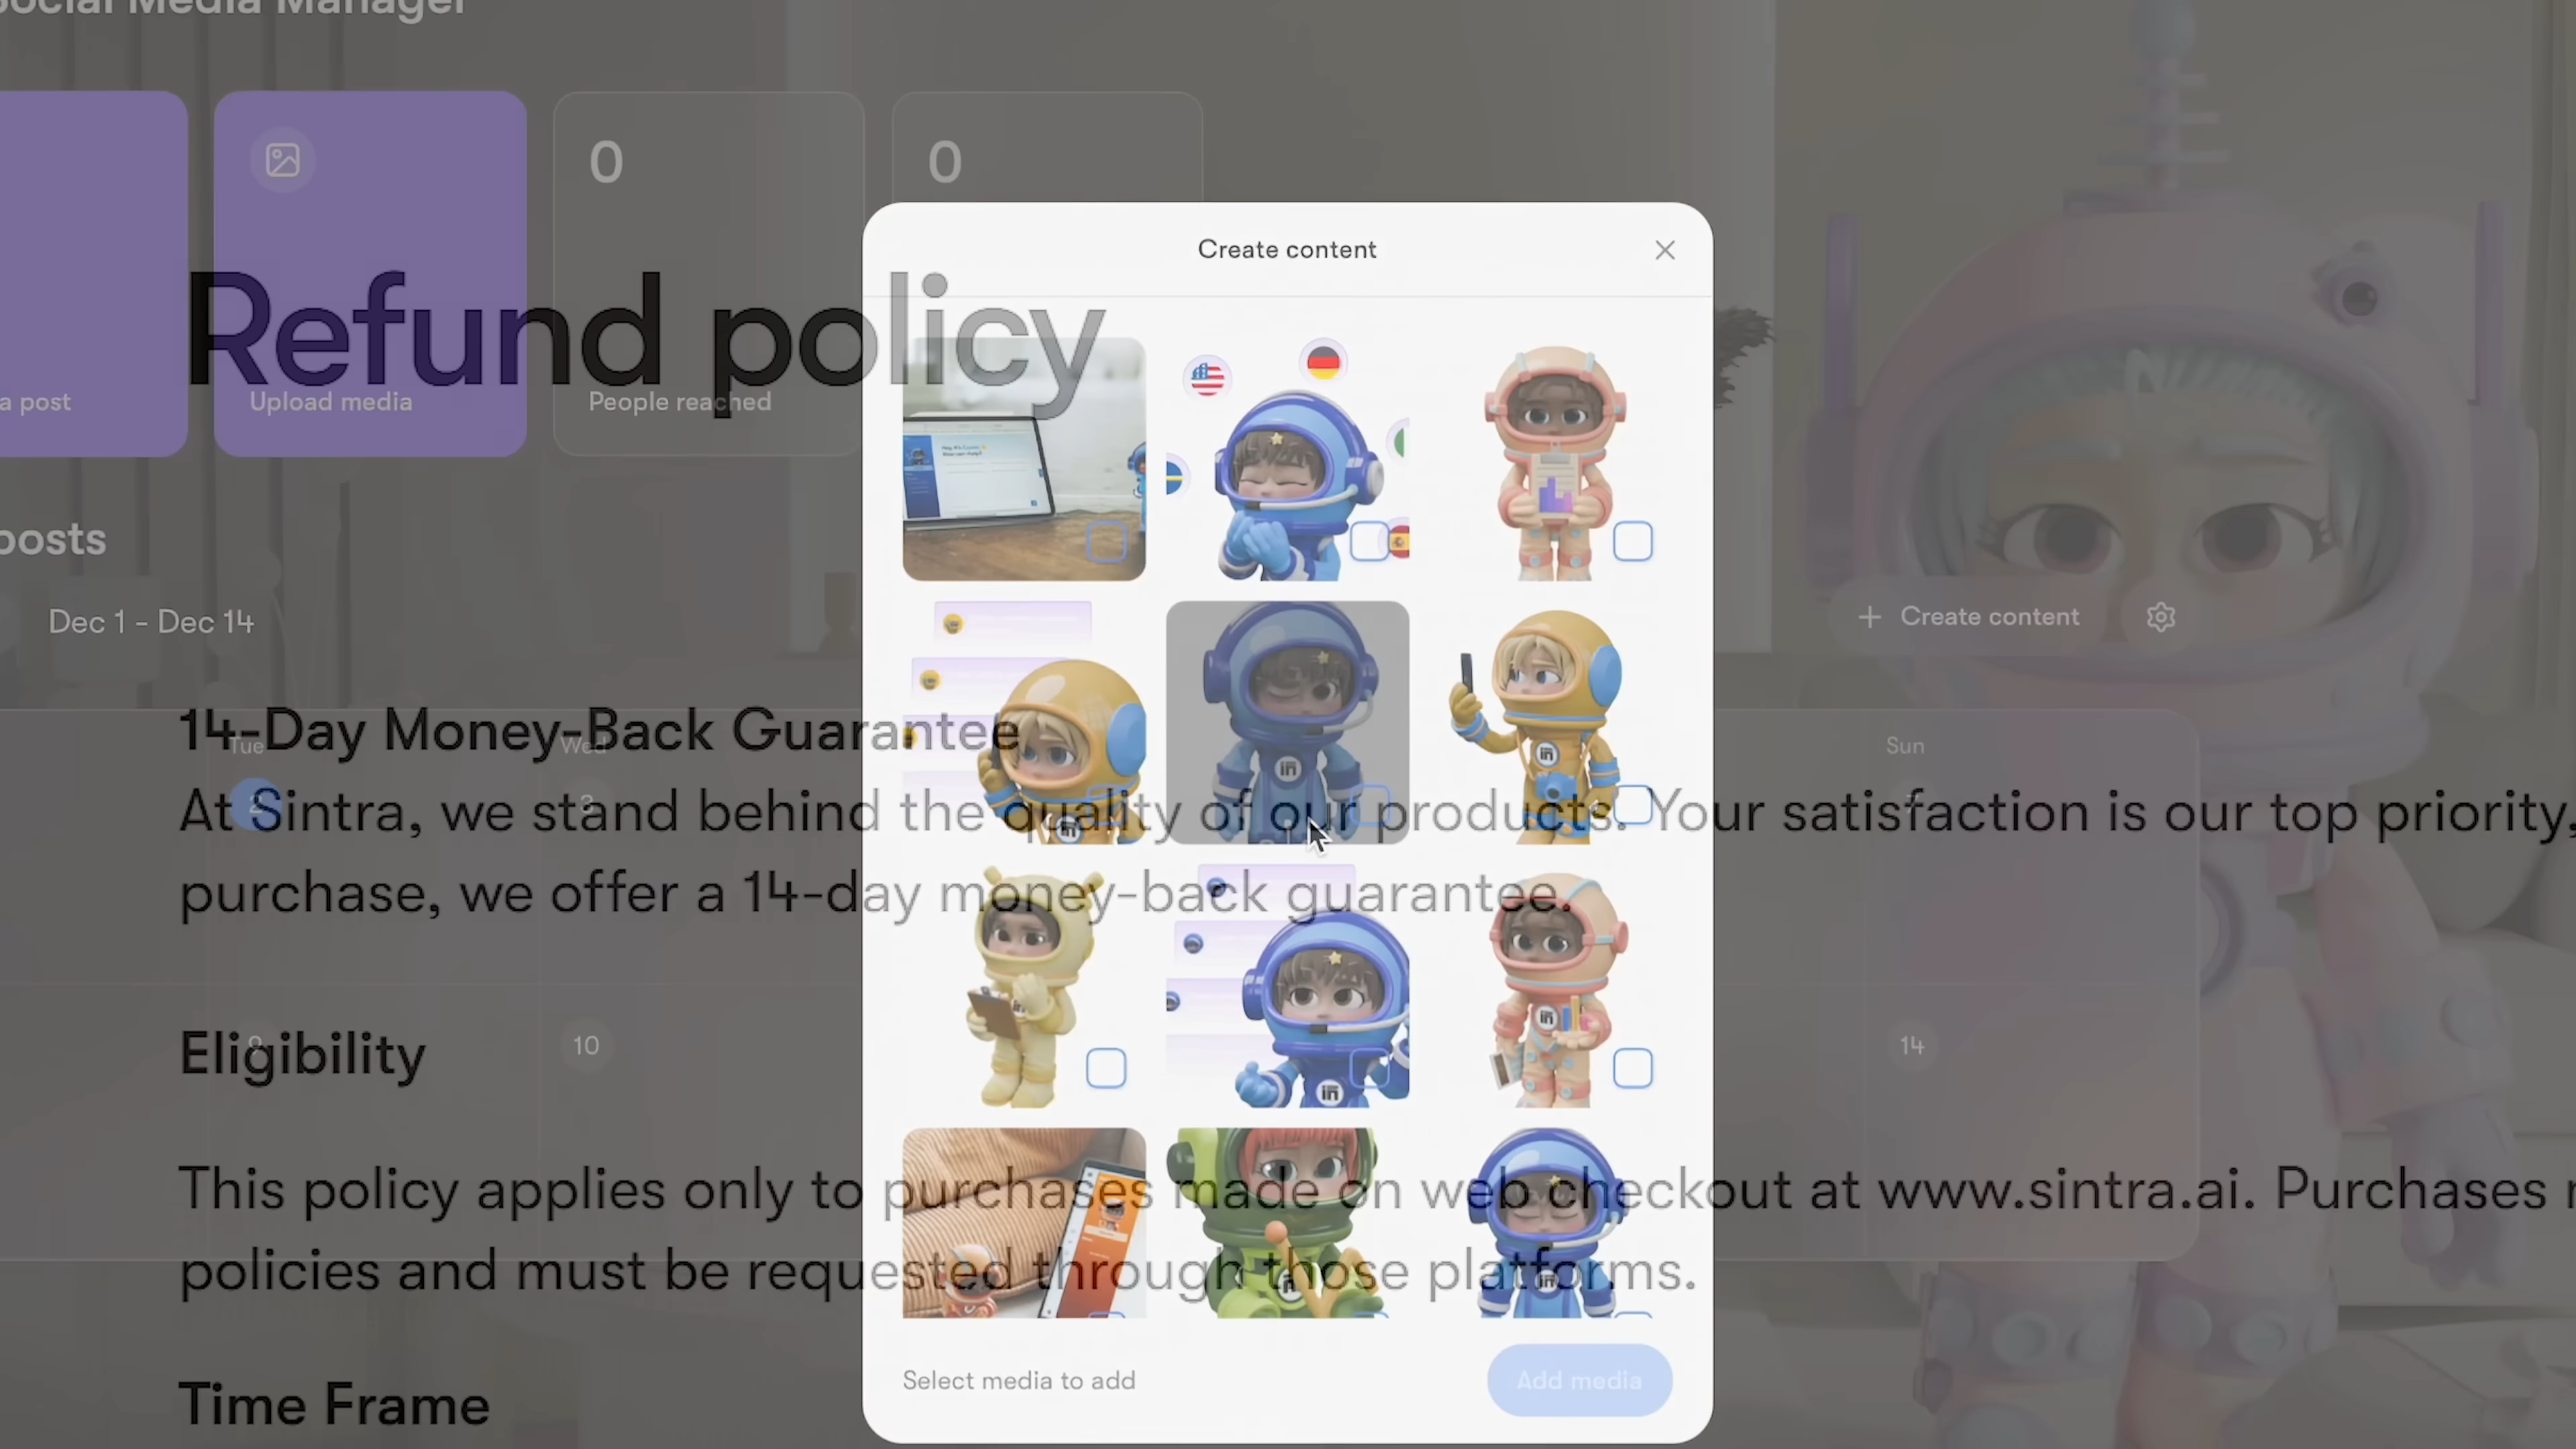 Social Media Manager
0
0
a post
Upload media
People reached
Refund policy
Create content
posts
Dec 1 - Dec 14
Create content
14-Day Money-Back Guarantee
Tue
Wed
Sun
2
3
At Sintra, we stand behind the quality of our products. Your satisfaction is our top priority,
purchase, we offer a 14-day money-back guarantee.
Eligibility
9
10
14
This policy applies only to purchases made on web checkout at www.sintra.ai. Purchases
policies and must be requested through those platforms.
Select media to add
Add media
Time Frame